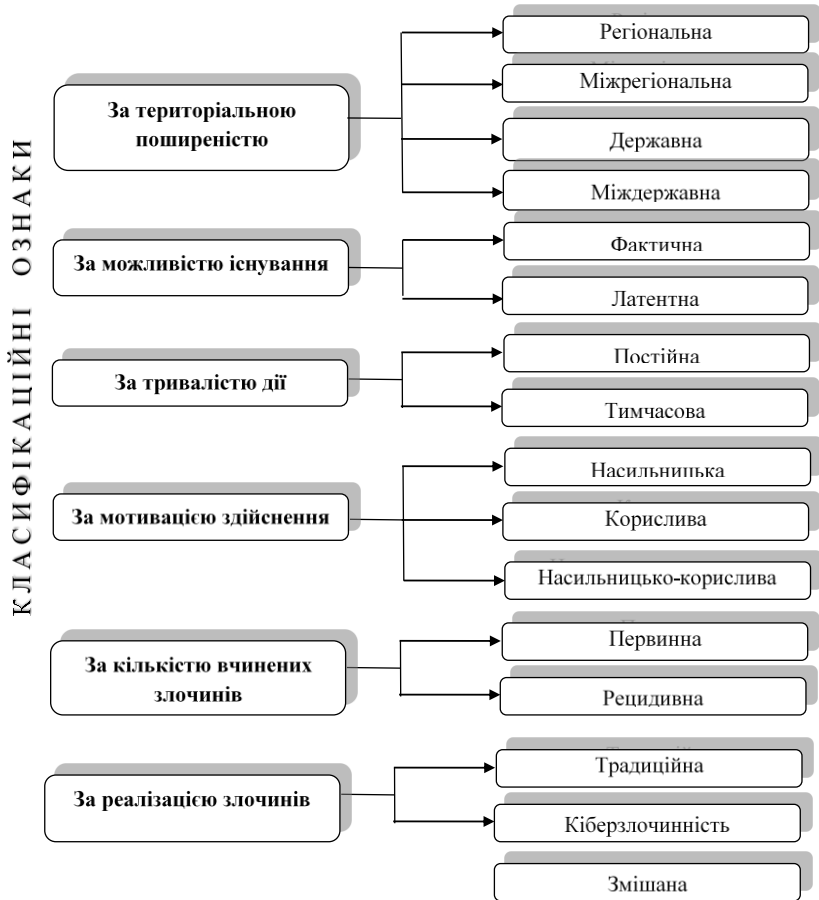 КЛАСИФІКАЦІЙНІ ОЗНАКИ
За територіальною
поширеністю
Регіональна
Міжрегіональна
Державна
Міждержавна
За можливістю існування
Фактична
Латентна
За тривалістю дії
Постійна
Тимчасова
За мотивацією здійснення
Насильницька
Корислива
Насильницько-корислива
За кількістю вчинених
злочинів
Первинна
Рецидивна
За реалізацією злочинів
Традиційна
Кіберзлочинність
Змішана